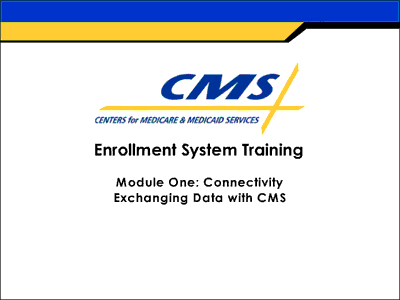 CMS
CENTERS for MEDICARE & MEDICAID SERVICES
Enrollment System Training
Module One: Connectivity
Exchanging Data with CMS